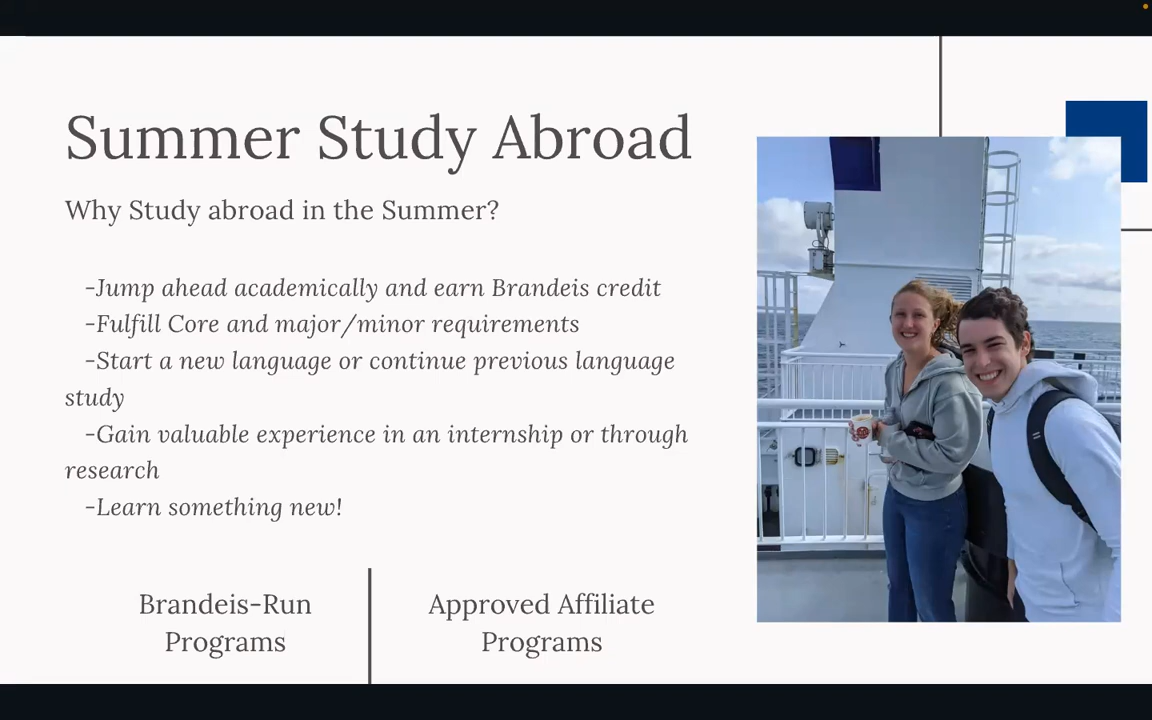 Summer Study Abroad
Why Study abroad in the Summer?
-Jump ahead academically and earn Brandeis credit
-Fulfill Core and major/minor requirements
-Start a new language or continue previous language
study
-Gain valuable experience in an internship or through
research
-Learn something new!
Brandeis-Run
Programs
Approved Affiliate
Programs